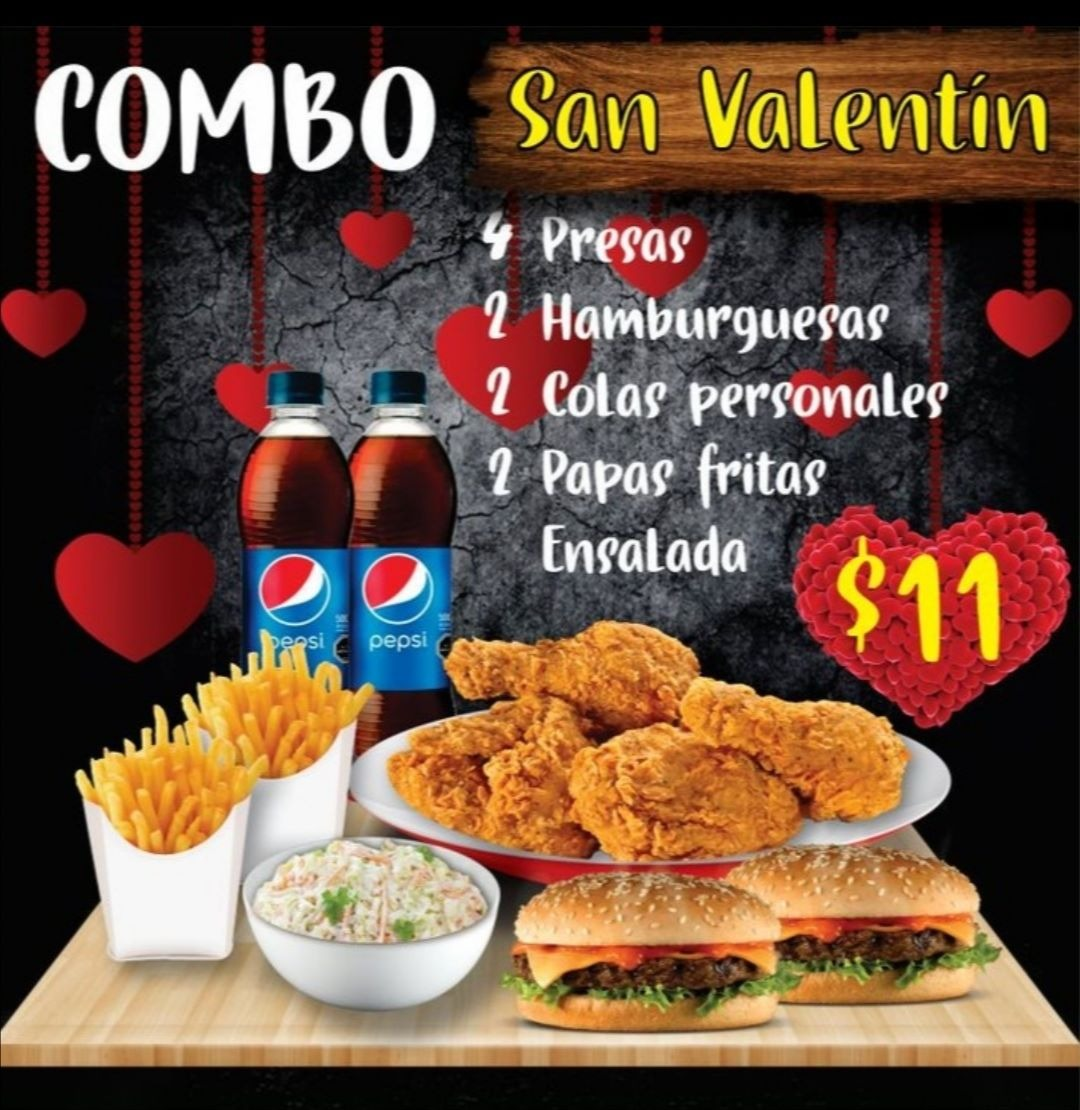 COMBO San Valentín
4 Presas
2 Hamburguesas
2 Colas personales
2 Papas fritas
Ensalada
$11
pepsi
pepsi